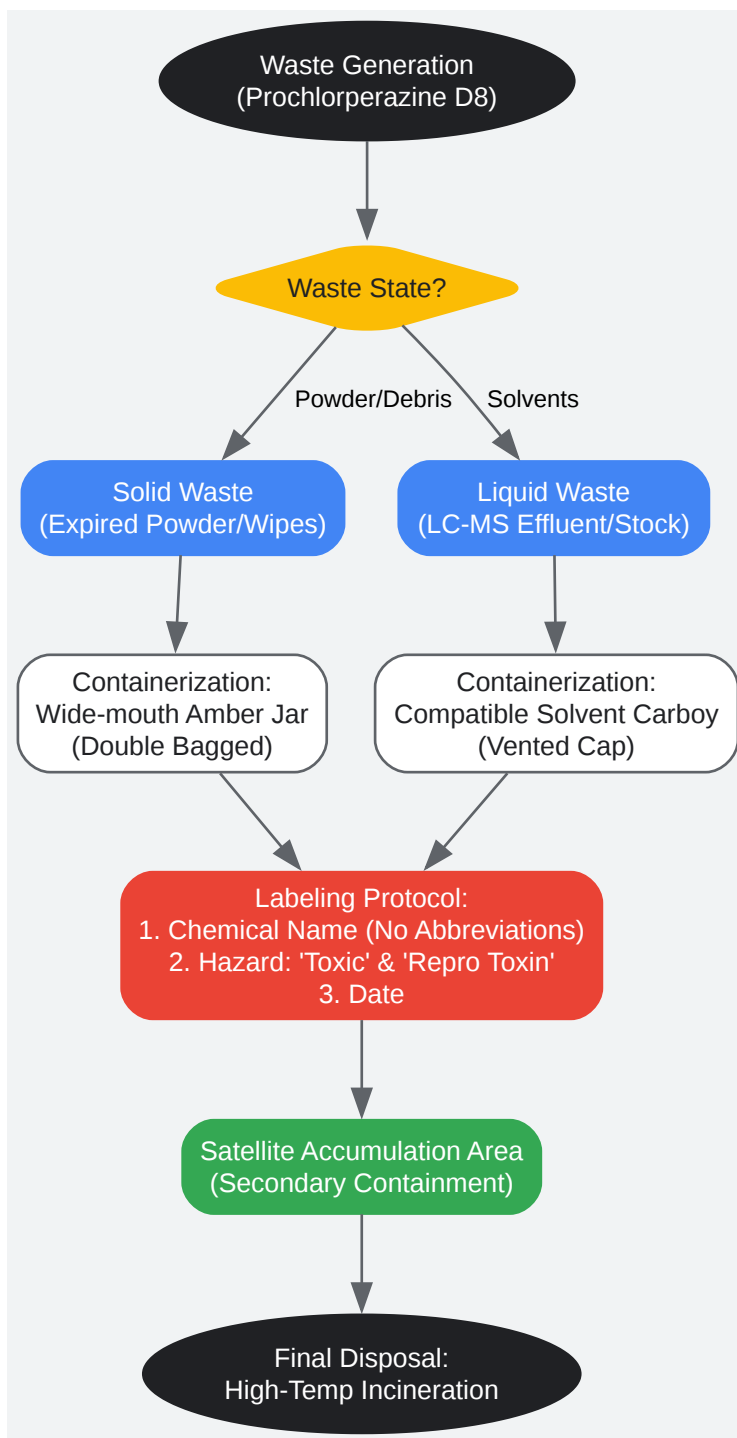 Waste Generation
(Prochlorperazine D8)
Waste State?
Powder/Debris
Solvents
Solid Waste
(Expired Powder/Wipes)
Liquid Waste
(LC-MS Effluent/Stock)
Containerization:
Wide-mouth Amber Jar
(Double Bagged)
Containerization:
Compatible Solvent Carboy
(Vented Cap)
Labeling Protocol:
1. Chemical Name (No Abbreviations)
2. Hazard: 'Toxic' & 'Repro Toxin'
3. Date
Satellite Accumulation Area
(Secondary Containment)
Final Disposal:
High-Temp Incineration